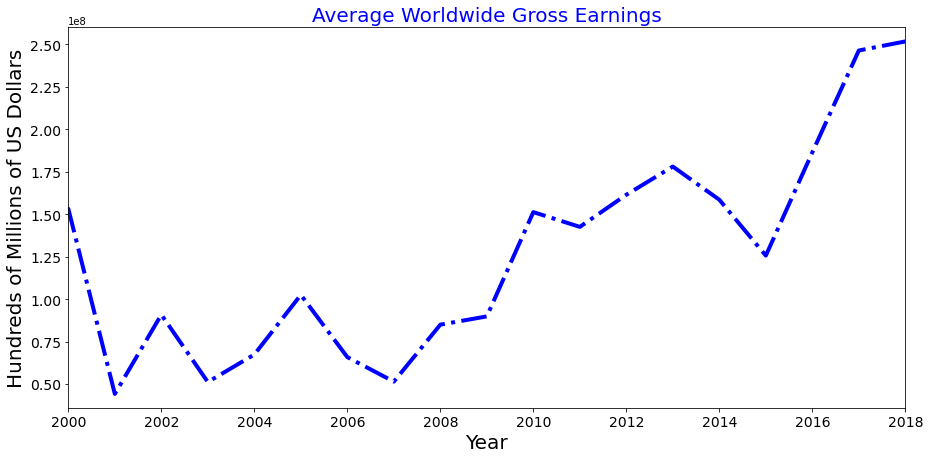 Average Worldwide Gross Earnings
1e8
Hundreds of Millions of US Dollars
2.50
2.25
2.00
1.75
1.50
1.25
1.00
0.75
0.50
2000 2002 2004 2006 2008 2010 2012 2014 2016 2018
Year